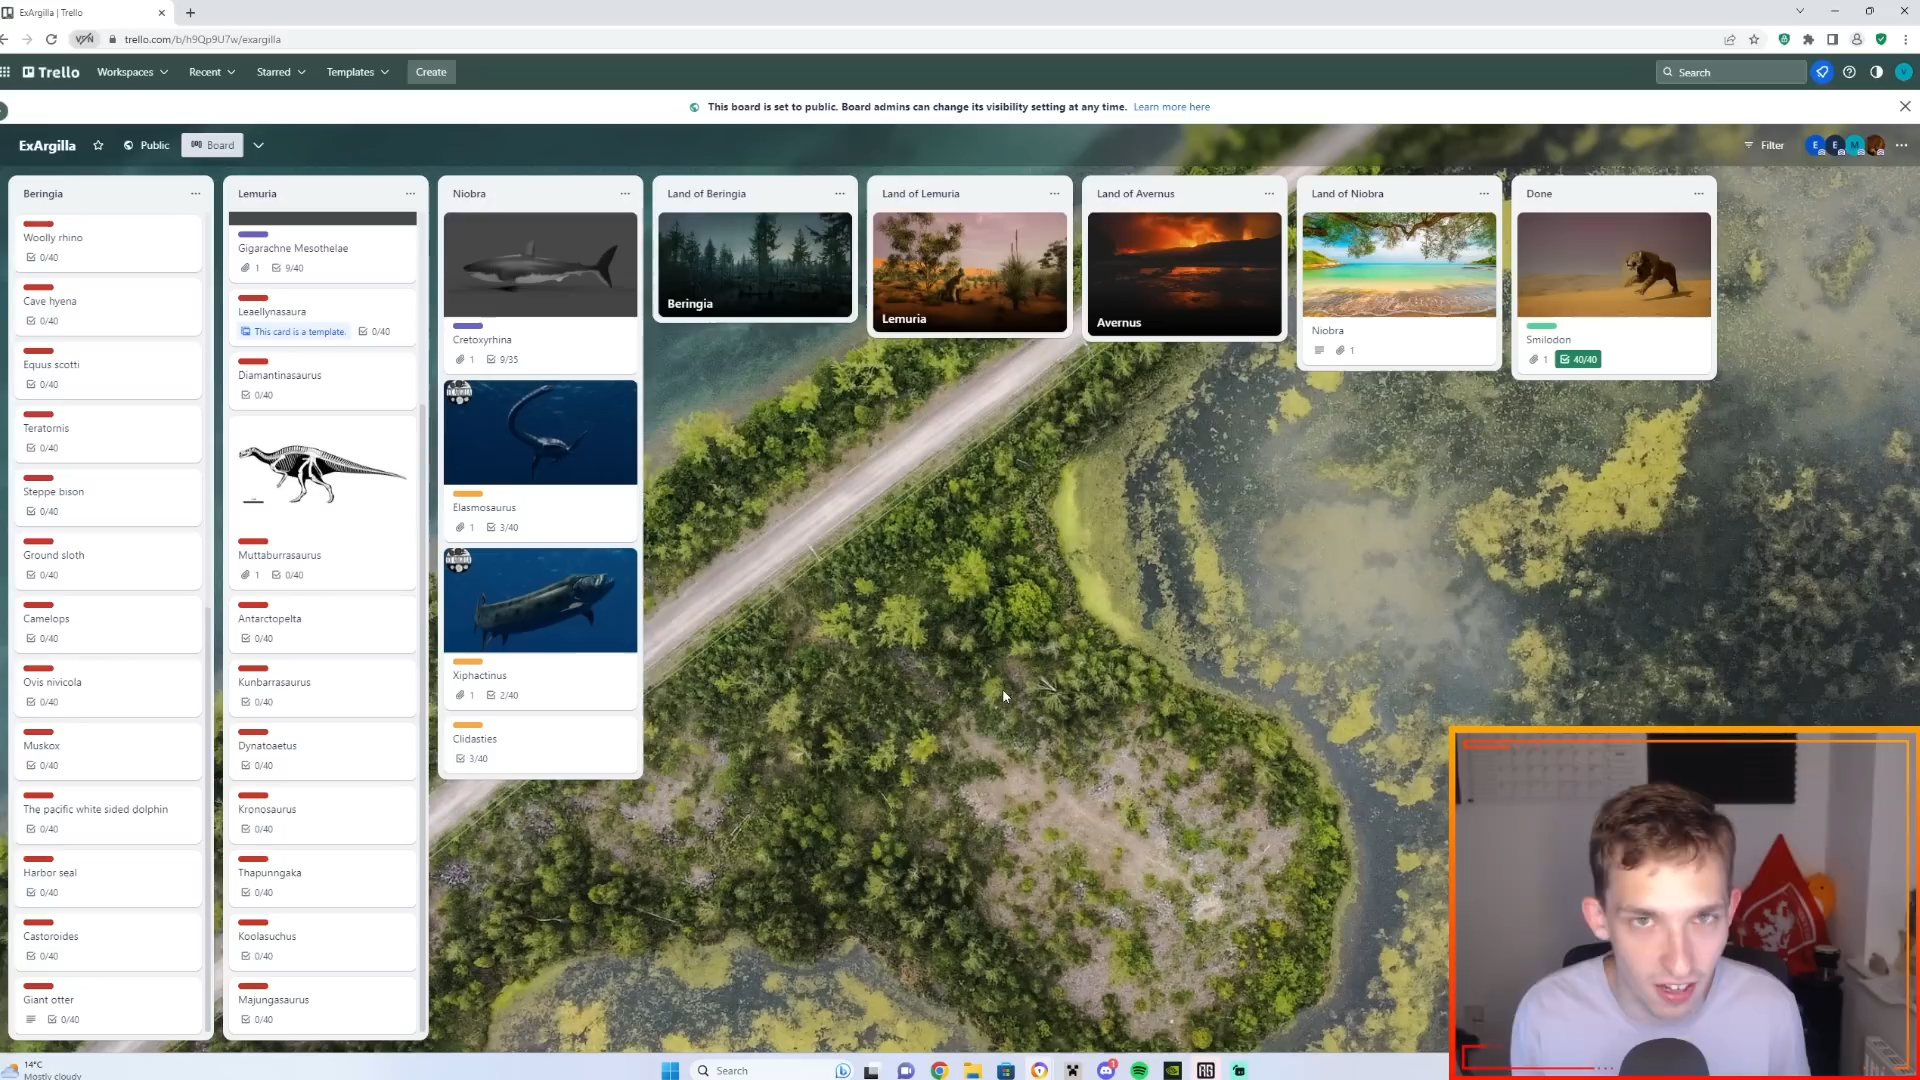 ExArgilla | Trello
VPN
trello.com/b/h9Qp9U7w/exargilla
Trello
Workspaces
Recent
Starred
Templates
Create
Search
V
This board is set to public. Board admins can change its visibility setting at any time. Learn more here
ExArgilla
Public
Board
Filter
E
E
M
Beringia
Woolly rhino
0/40
Cave hyena
0/40
Equus scotti
0/40
Teratornis
0/40
Steppe bison
0/40
Ground sloth
0/40
Camelops
0/40
Ovis nivicola
0/40
Muskox
0/40
The pacific white sided dolphin
0/40
Harbor seal
0/40
Castoroides
0/40
Giant otter
0/40
Lemuria
Gigarachne Mesothelae
1 9/40
Leaellynasaura
This card is a template. 0/40
Diamantinasaurus
0/40
Muttaburrasaurus
1 0/40
Antarctopelta
0/40
Kunbarrasaurus
0/40
Dynatoaetus
0/40
Kronosaurus
0/40
Thapunngaka
0/40
Koolasuchus
0/40
Majungasaurus
0/40
Niobra
Cretoxyrhina
1 9/35
Elasmosaurus
1 3/40
Xiphactinus
1 2/40
Clidasties
3/40
Land of Beringia
Beringia
Land of Lemuria
Lemuria
Land of Avernus
Avernus
Land of Niobra
Niobra
1
Done
Smilodon
1 40/40
14°C
Mostly cloudy
Search
1